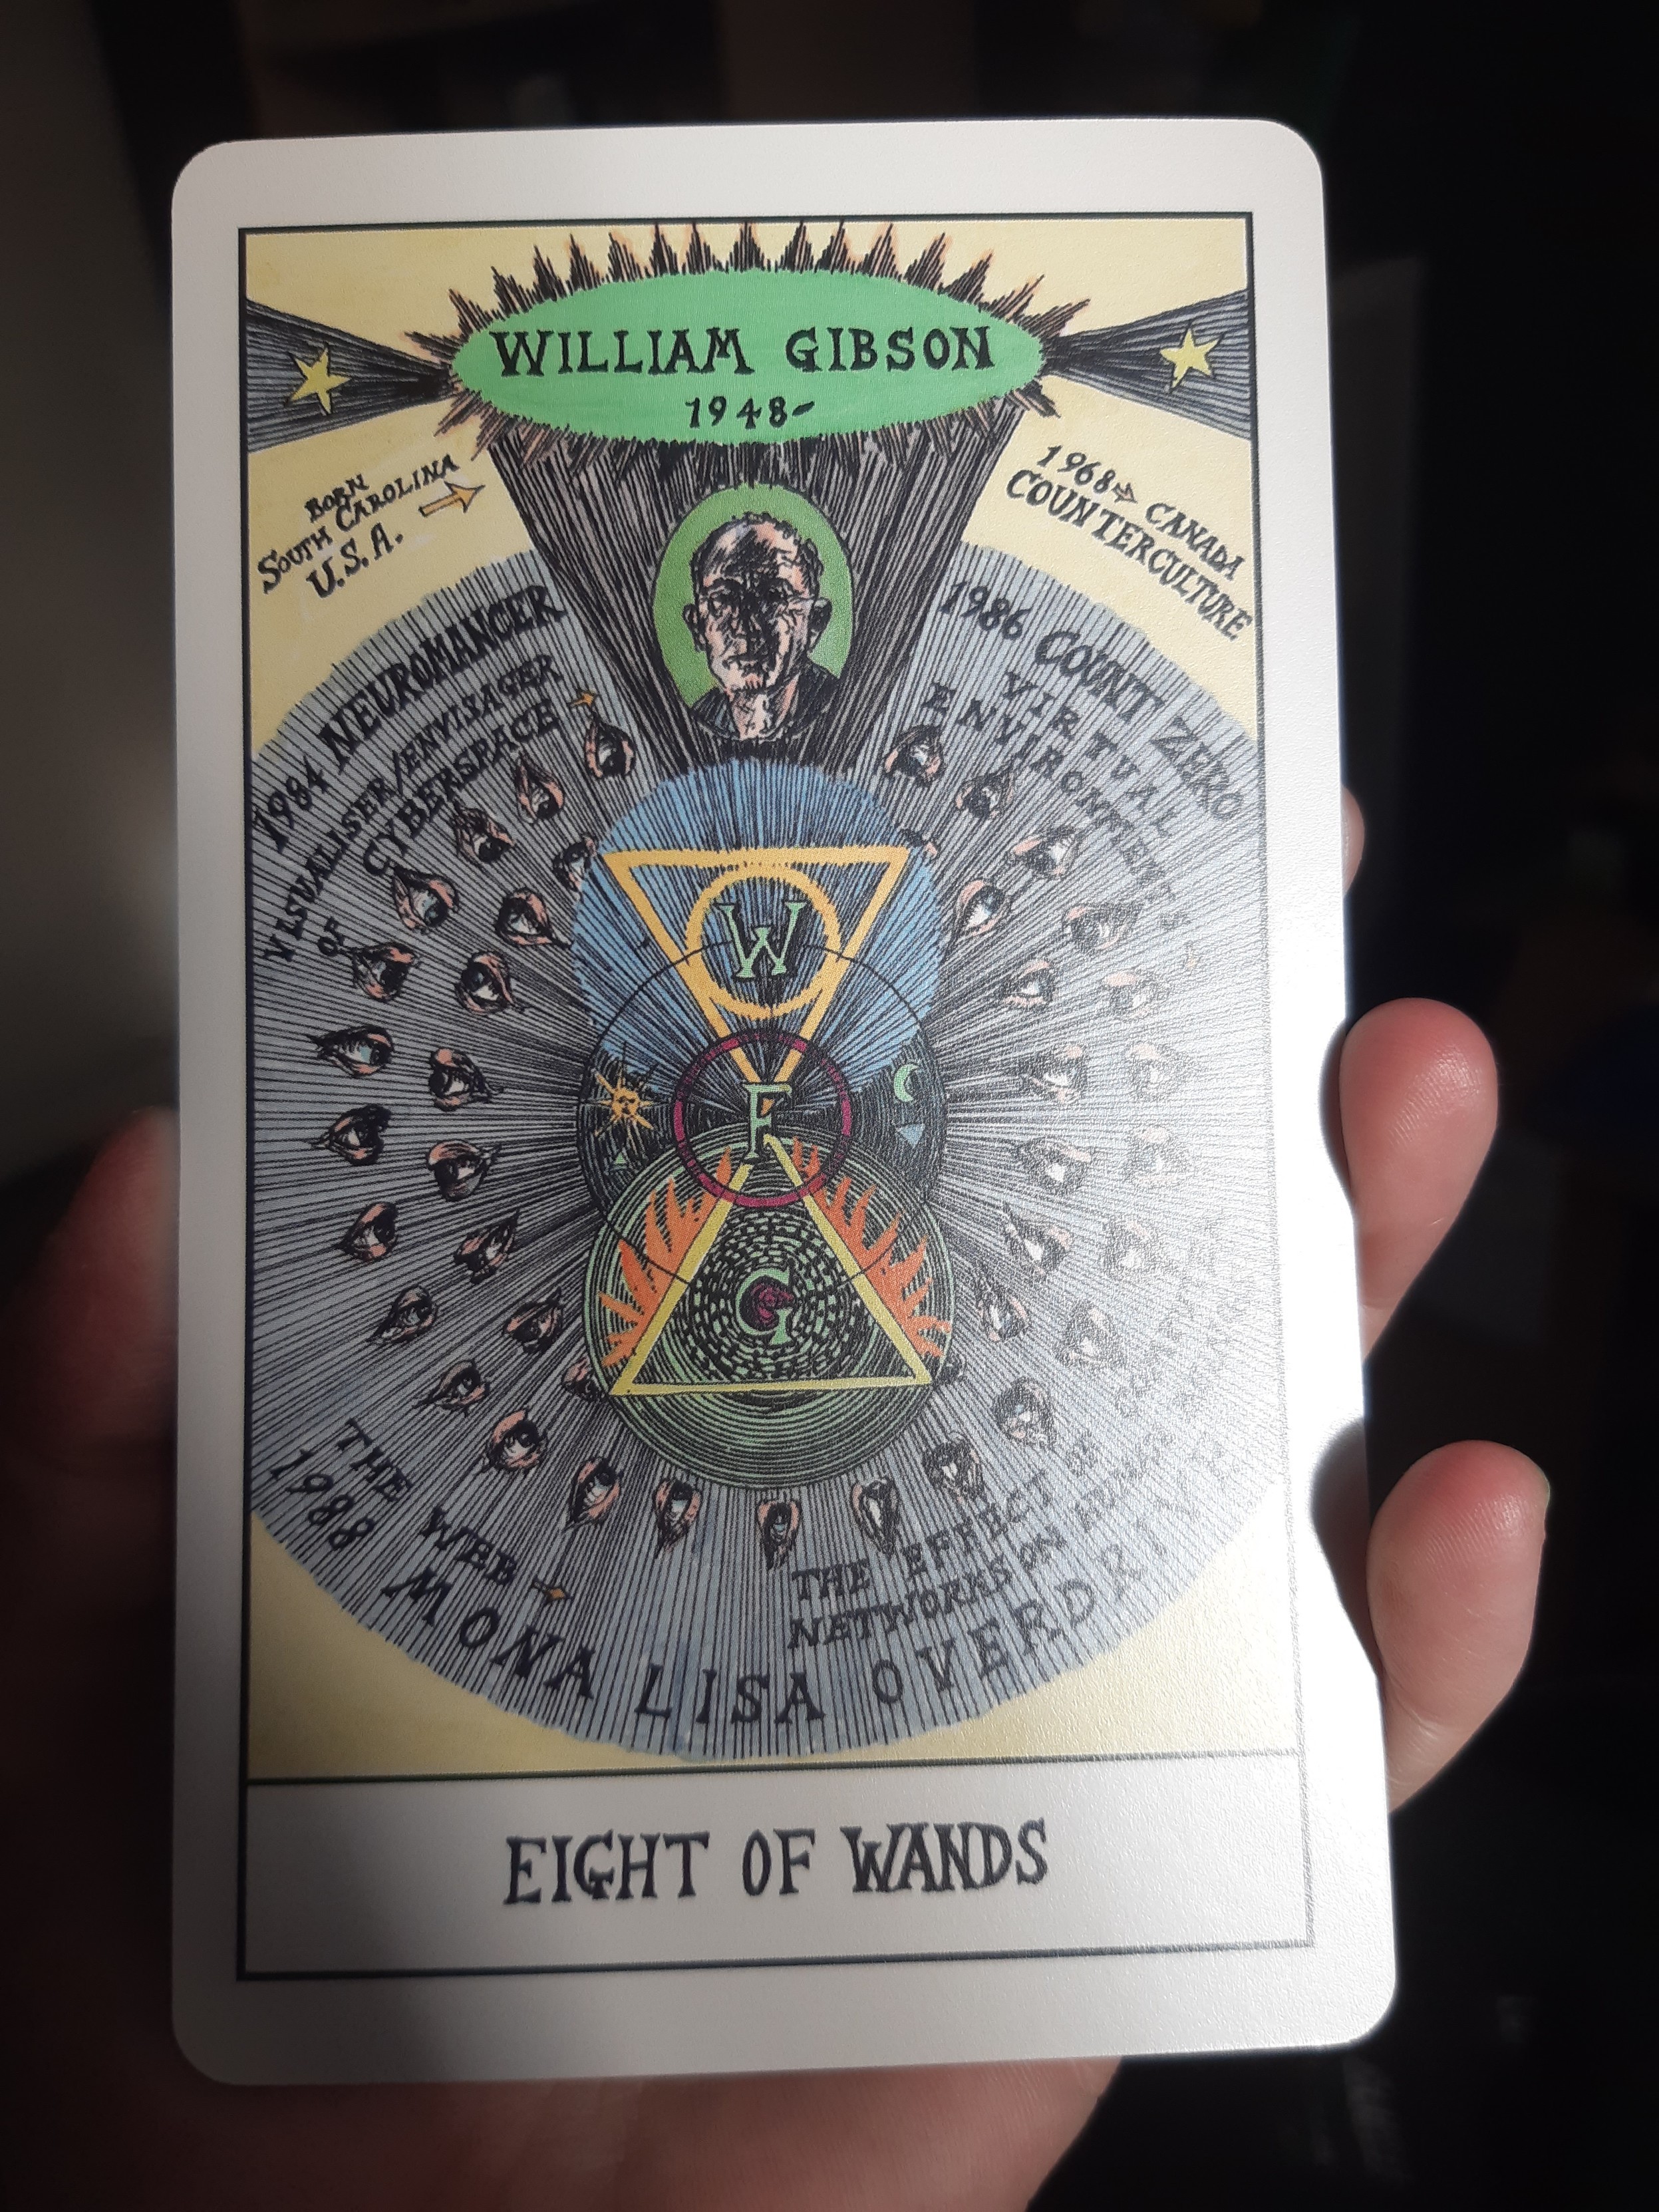 WILLIAM GIBSON
1948-
BORN
SOUTH CAROLINA
U.S.A.
1968 CANADA
COUNTERCULTURE
1984 NEUROMANCER
VISUALISER/ENVISAGER
OF CYBERSPACE
1986 COUNT ZERO
VIRTUAL
ENVIRONMENTS
W
F
G
THE WEB
1988 MONA LISA OVERDRIVE
THE EFFECT
NETWORKS ON
EIGHT OF WANDS